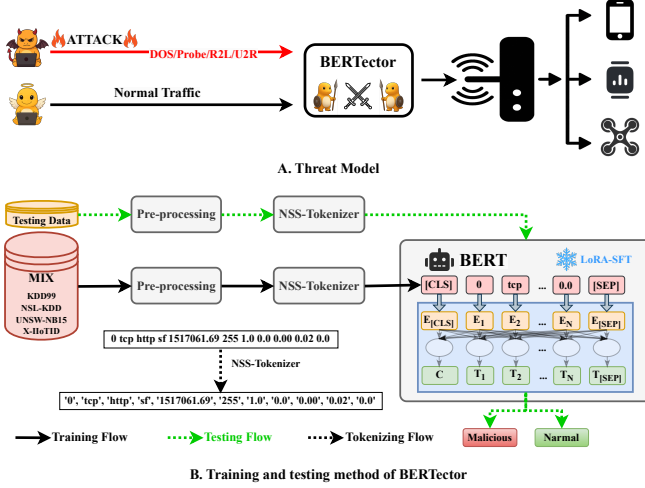 ATTACK
DOS/Probe/R2L/U2R
Normal Traffic
BERTector
A. Threat Model
Testing Data
Pre-processing
NSS-Tokenizer
MIX
KDD99
NSL-KDD
UNSW-NB15
X-IIoTID
Pre-processing
NSS-Tokenizer
BERT
LoRA-SFT
[CLS] 0 tcp ... 0.0 [SEP]
E[CLS] E1 E2 ... EN E[SEP]
...
C T1 T2 ... TN T[SEP]
0 tcp http sf 1517061.69 255 1.0 0.0 0.00 0.02 0.0
NSS-Tokenizer
'0', 'tcp', 'http', 'sf', '1517061.69', '255', '1.0', '0.0', '0.00', '0.02', '0.0'
Training Flow
Testing Flow
Tokenizing Flow
Malicious
Narmal
B. Training and testing method of BERTector